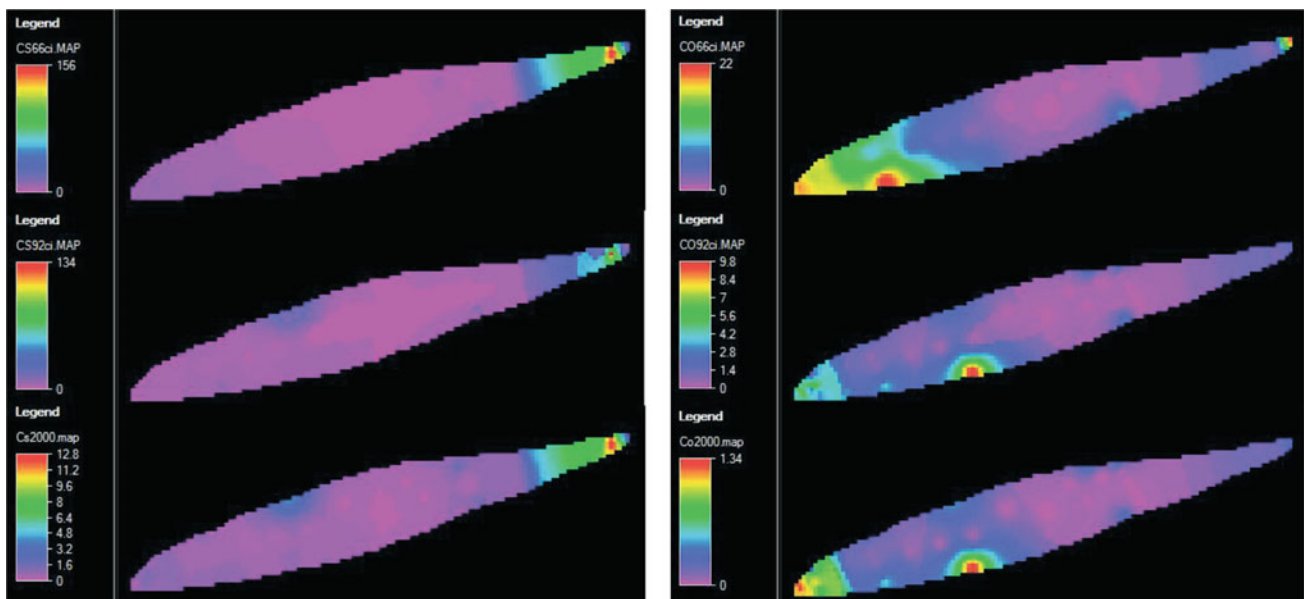 Legend
CS66ci.MAP
156
0
Legend
CS92ci.MAP
134
0
Legend
Cs2000.map
12.8
11.2
9.6
8
6.4
4.8
3.2
1.6
0
Legend
CO66ci.MAP
22
0
Legend
CO92ci.MAP
9.8
8.4
7
5.6
4.2
2.8
1.4
0
Legend
Co2000.map
1.34
0